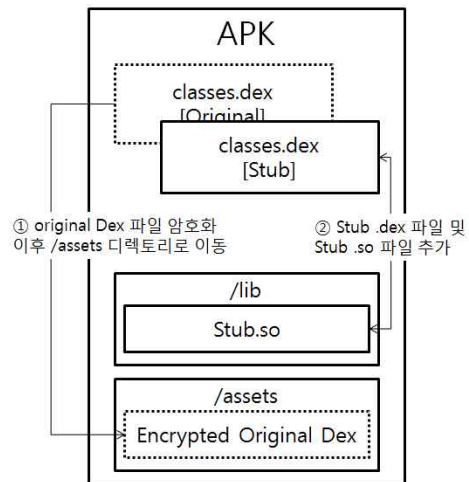 APK
classes.dex
[Original]
classes.dex
[Stub]
① original Dex 파일 암호화
이후 /assets 디렉토리로 이동
② Stub .dex 파일 및
Stub .so 파일 추가
/lib
Stub.so
/assets
Encrypted Original Dex